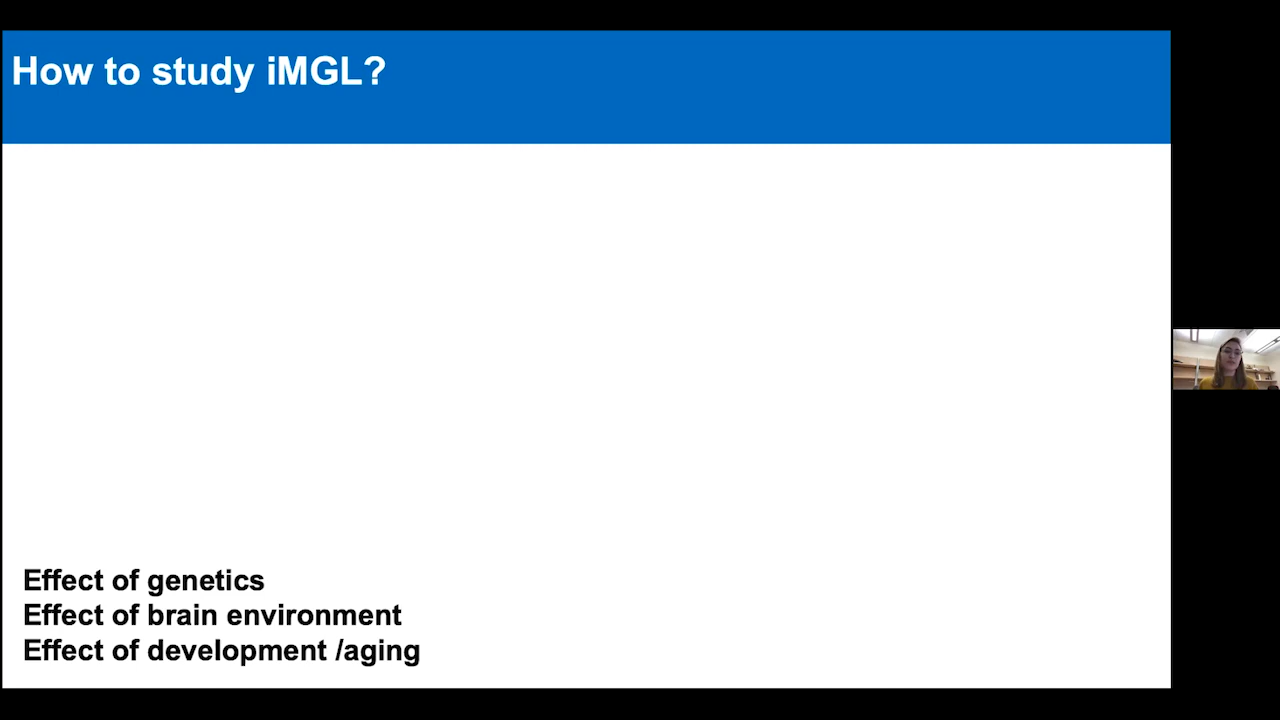 How to study iMGL?
Effect of genetics
Effect of brain environment
Effect of development /aging